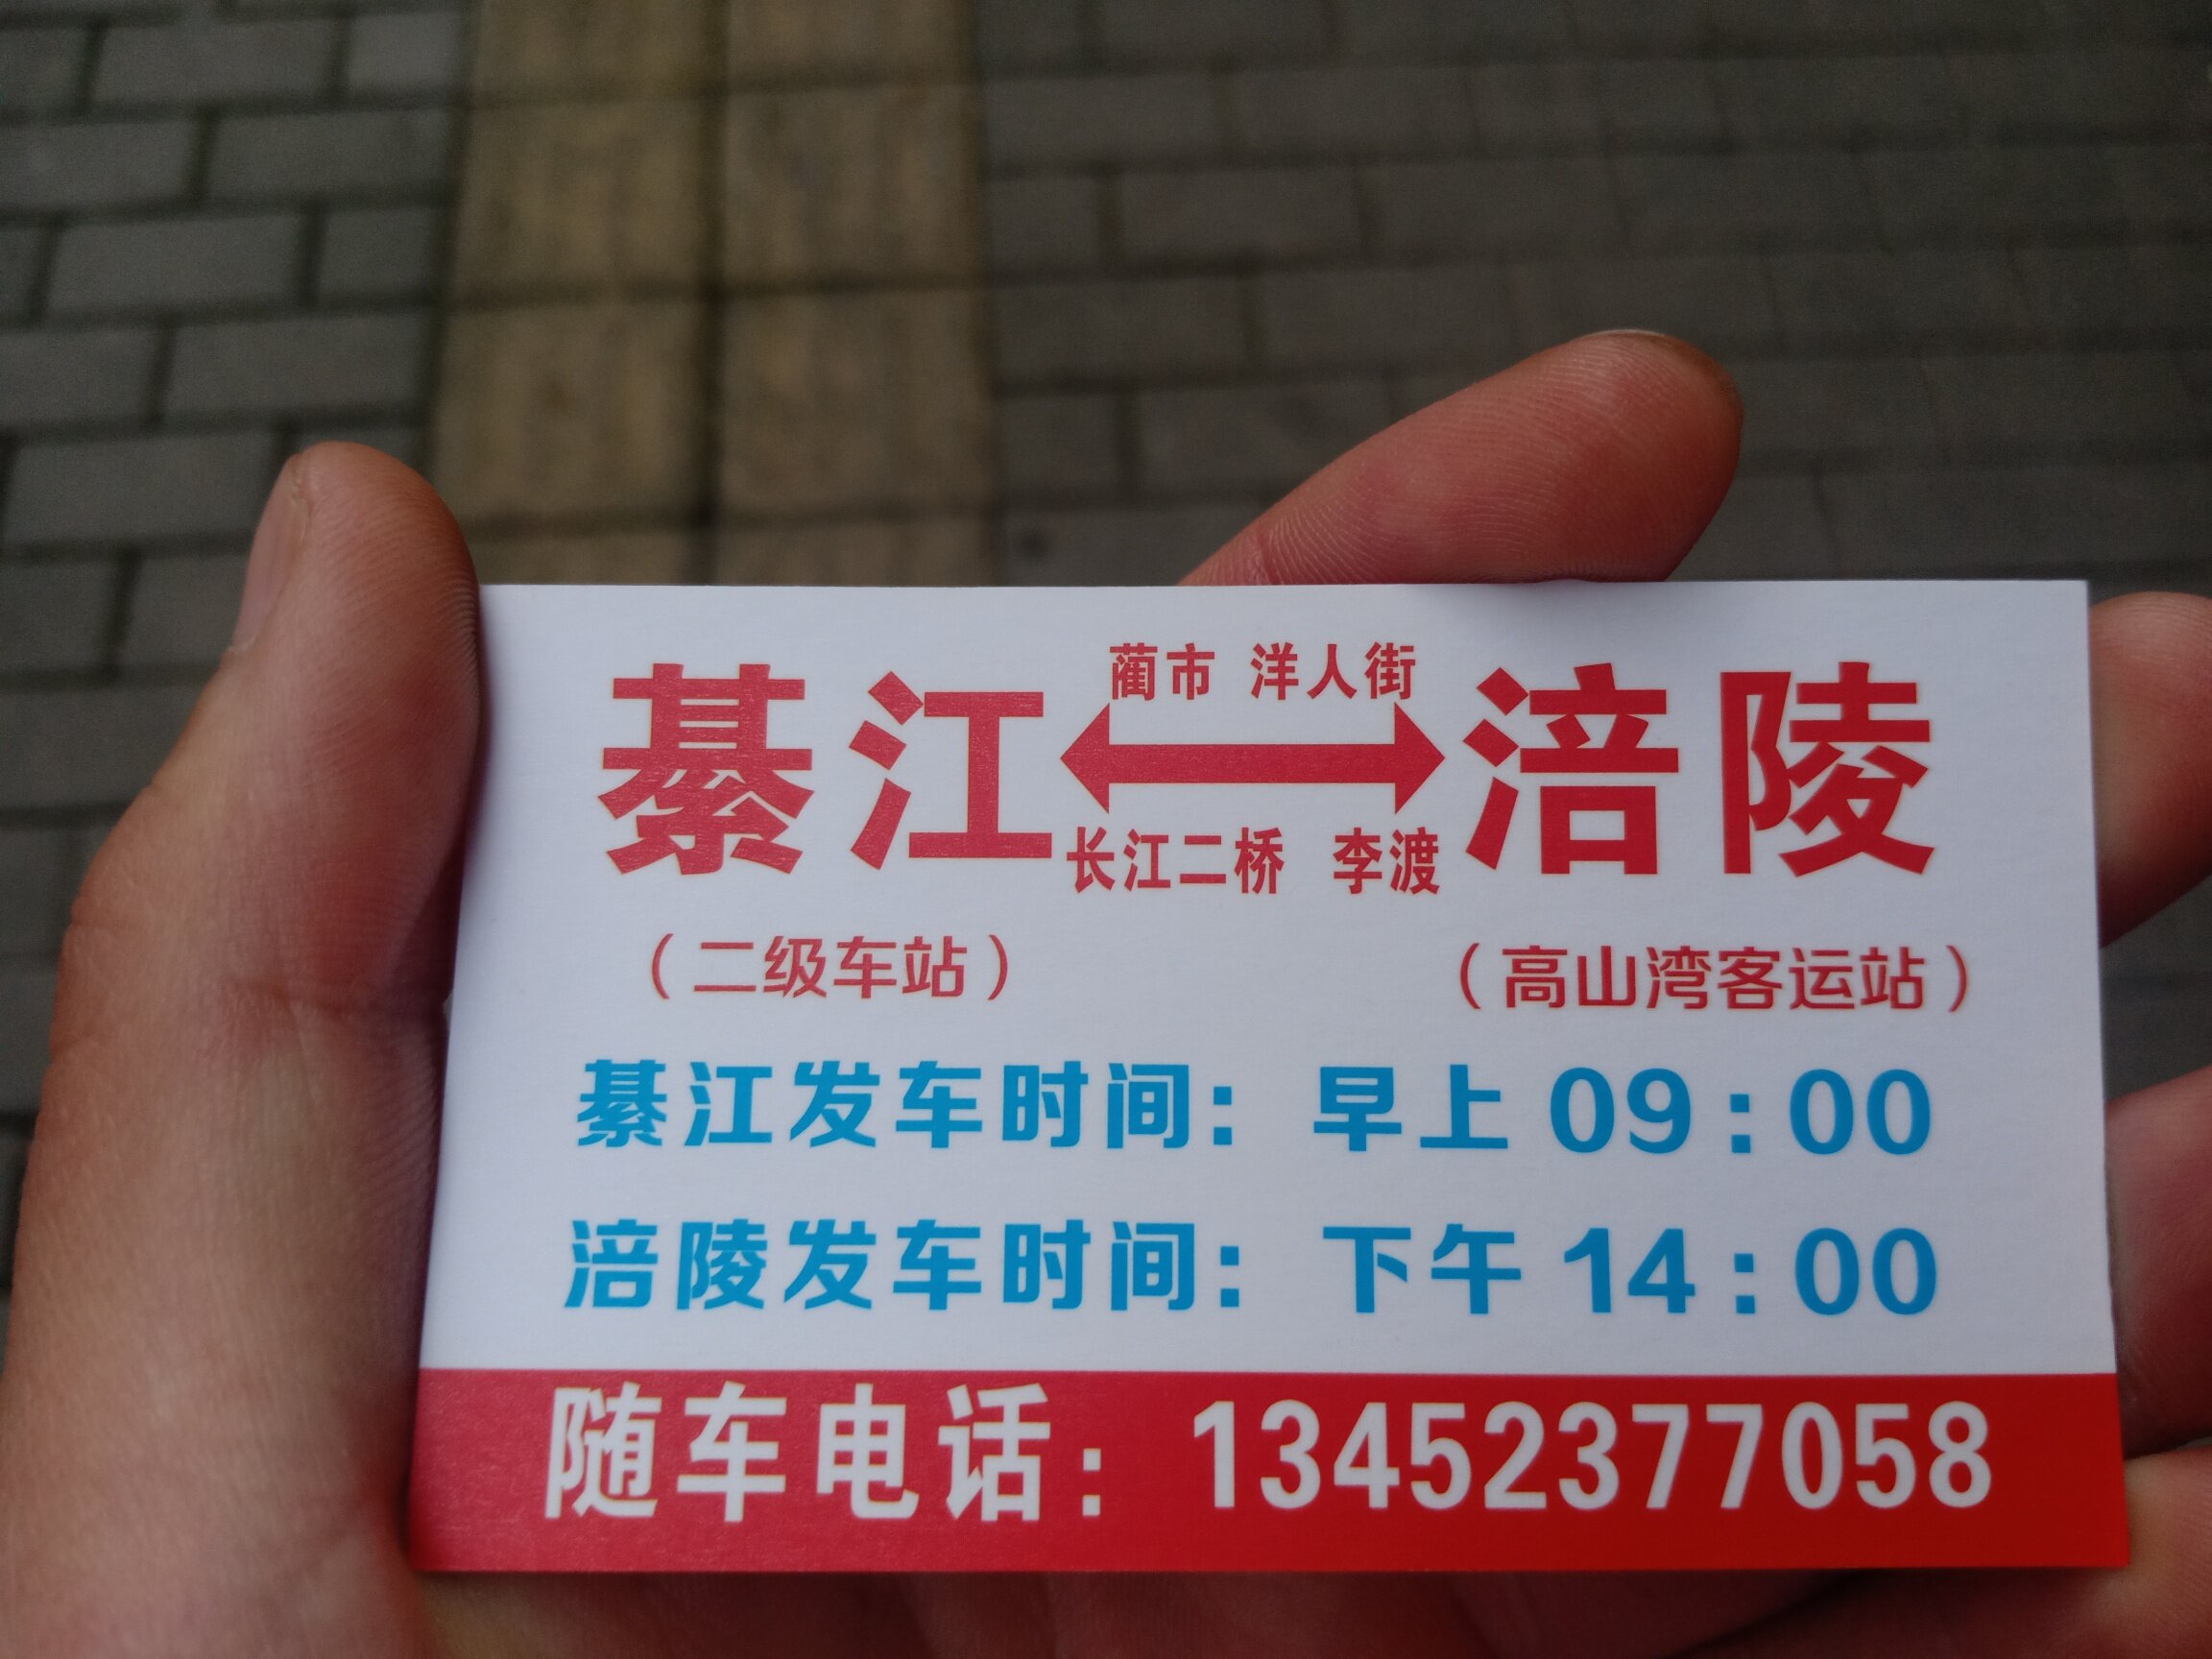 蔺市 洋人街
綦江 涪陵
长江二桥 李渡
（二级车站） （高山湾客运站）
綦江发车时间：早上 09:00
涪陵发车时间：下午 14:00
随车电话：13452377058